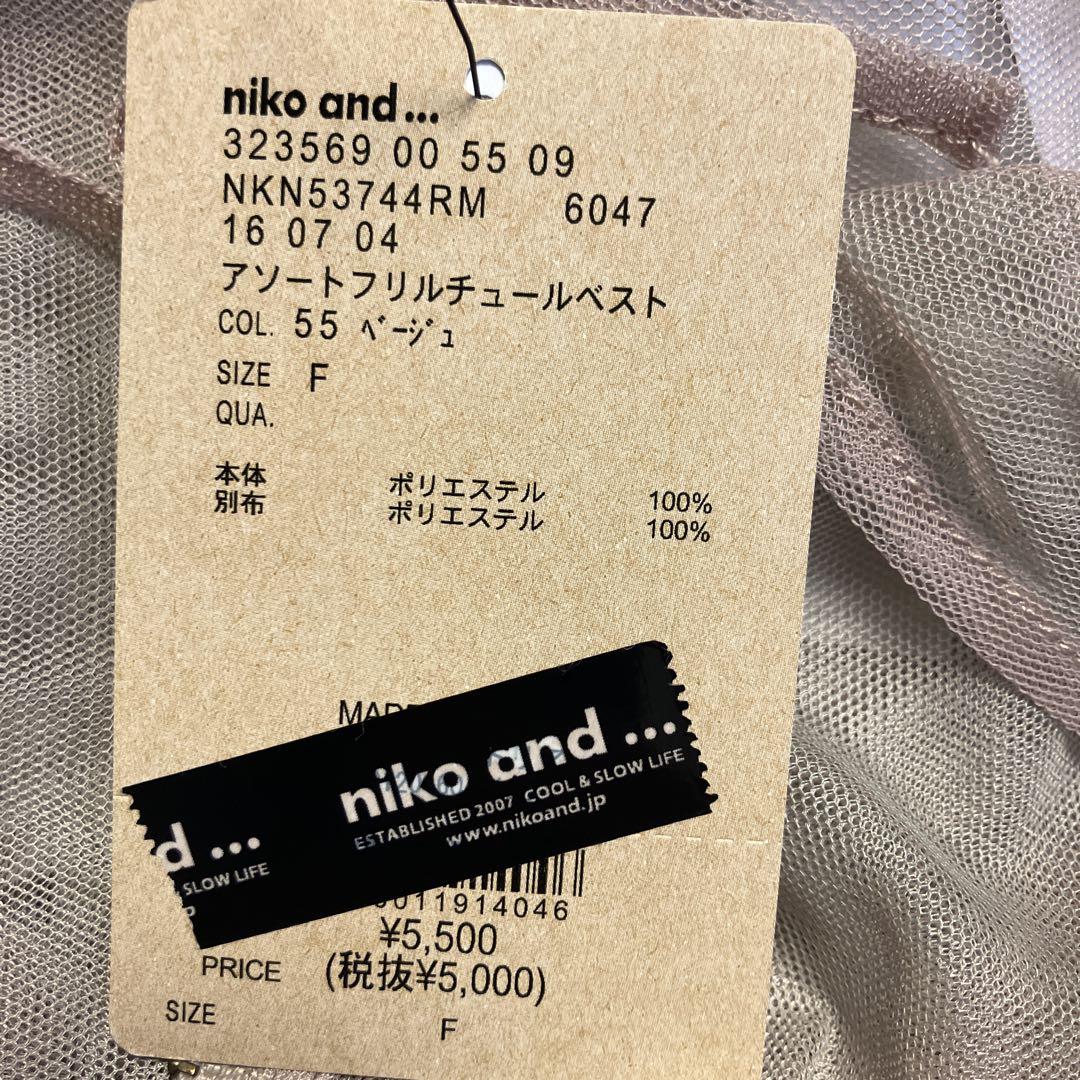 niko and...
323569 00 55 09
NKN53744RM 6047
16 07 04
アソートフリルチュールベスト
COL. 55 ベージュ
SIZE F
QUA.
本体 ポリエステル 100%
別布 ポリエステル 100%
niko and ...
ESTABLISHED 2007 COOL & SLOW LIFE
www.nikoand.jp
d ...
SLOW LIFE
011914046
¥5,500
PRICE (税抜¥5,000)
SIZE F